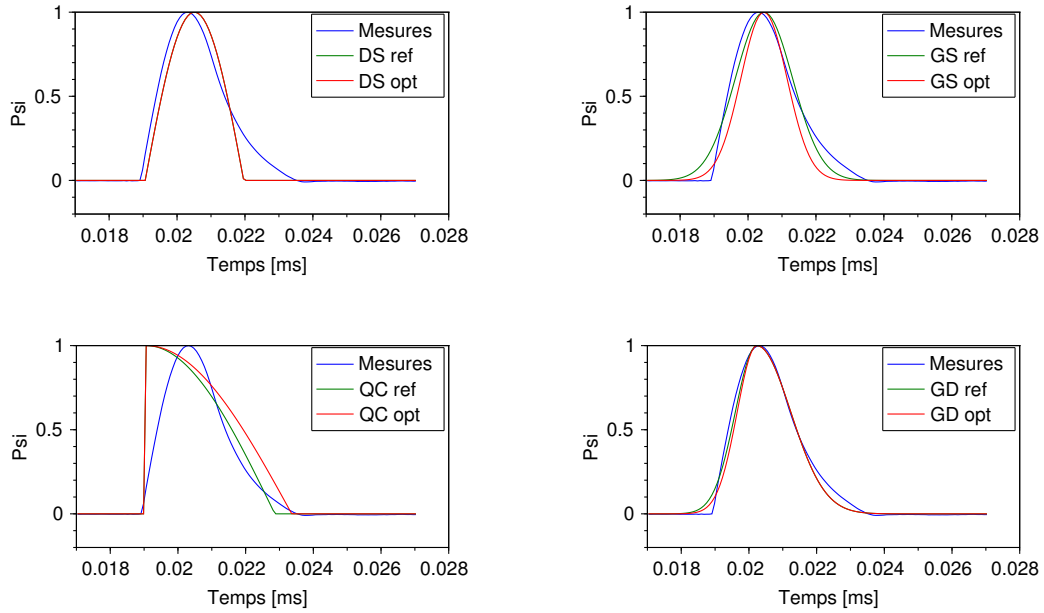 1
0.5
0
Psi
0.018
0.02
0.022
0.024
0.026
0.028
Temps [ms]
Mesures
DS ref
DS opt
1
0.5
0
Psi
0.018
0.02
0.022
0.024
0.026
0.028
Temps [ms]
Mesures
GS ref
GS opt
1
0.5
0
Psi
0.018
0.02
0.022
0.024
0.026
0.028
Temps [ms]
Mesures
QC ref
QC opt
1
0.5
0
Psi
0.018
0.02
0.022
0.024
0.026
0.028
Temps [ms]
Mesures
GD ref
GD opt